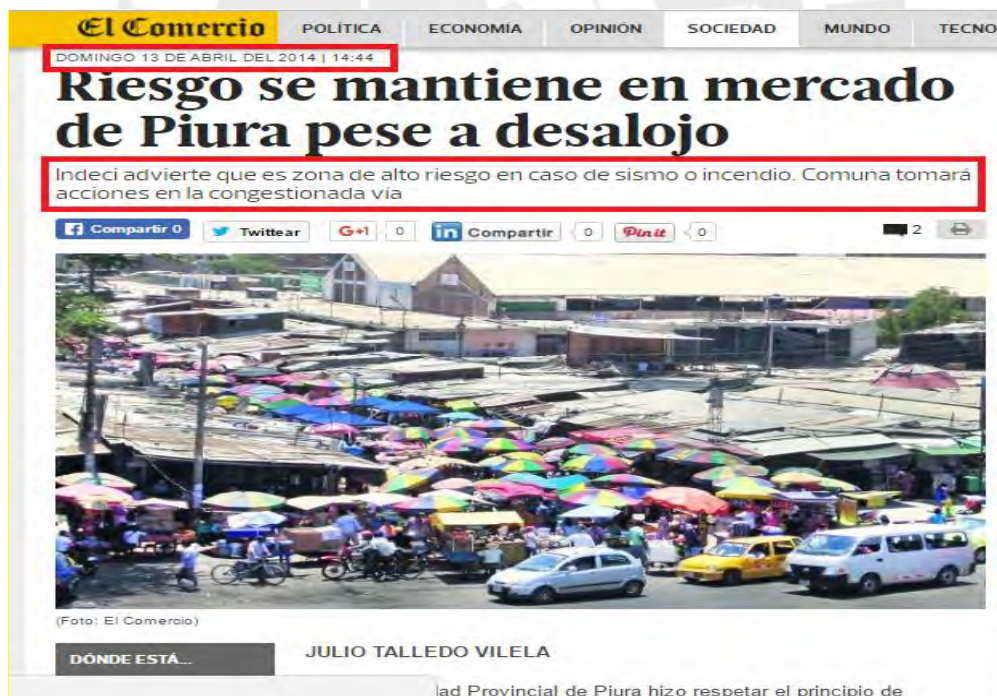 El Comercio POLÍTICA ECONOMÍA OPINIÓN SOCIEDAD MUNDO TECNO
DOMINGO 13 DE ABRIL DEL 2014 | 14:44
Riesgo se mantiene en mercado
de Piura pese a desalojo
Indeci advierte que es zona de alto riesgo en caso de sismo o incendio. Comuna tomará
acciones en la congestionada vía
Compartir 0 Twittear G+1 0 in Compartir 0 Pin it 0 2
(Foto: El Comercio)
DÓNDE ESTÁ... JULIO TALLEDO VILELA
lad Provincial de Piura hizo respetar el principio de